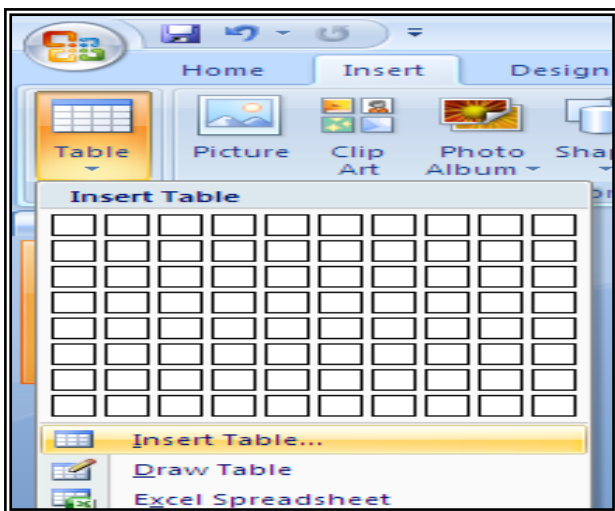 Home Insert Design
Table Picture Clip Art Photo Album
Insert Table
Insert Table...
Draw Table
Excel Spreadsheet